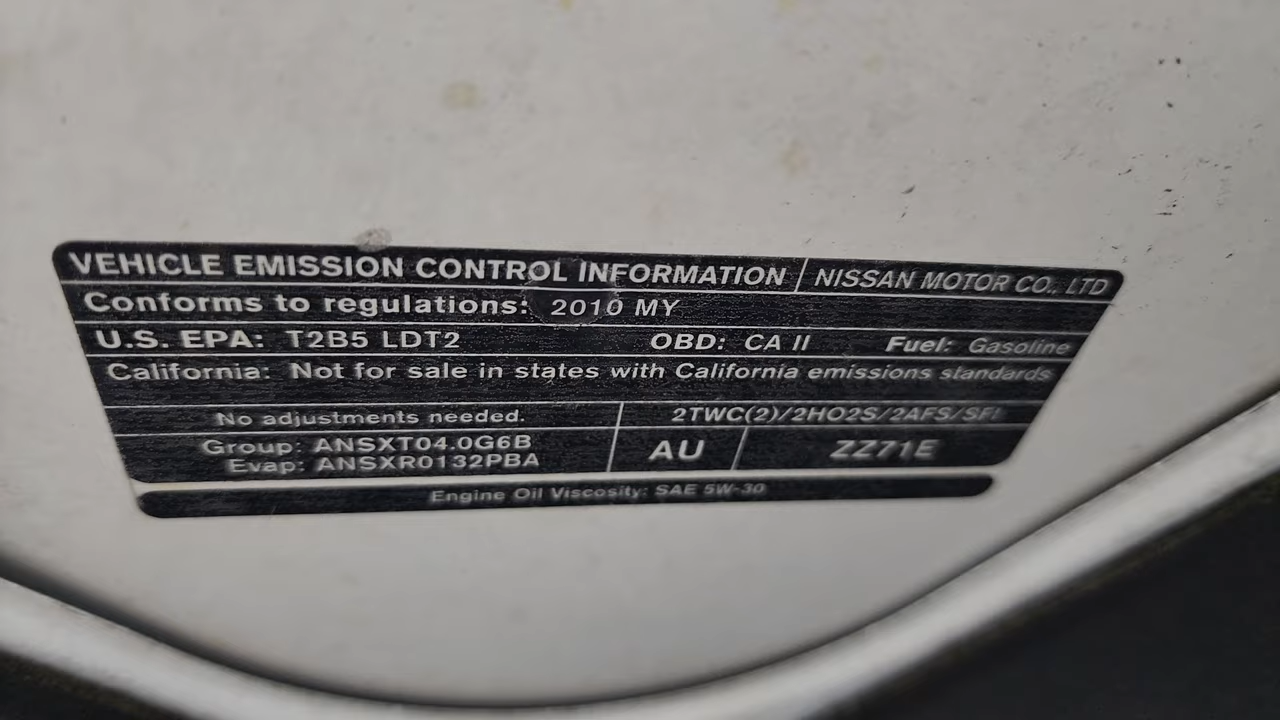 VEHICLE EMISSION CONTROL INFORMATION NISSAN MOTOR CO., LTD
Conforms to regulations: 2010 MY
U.S. EPA: T2B5 LDT2 OBD: CA II Fuel: Gasoline
California: Not for sale in states with California emissions standards
No adjustments needed. 2TWC(2)/2HO2S/2AFS/SFI
Group: ANSXT04.0G6B
Evap: ANSXR0132PBA
AU ZZ71E
Engine Oil Viscosity: SAE 5W-30